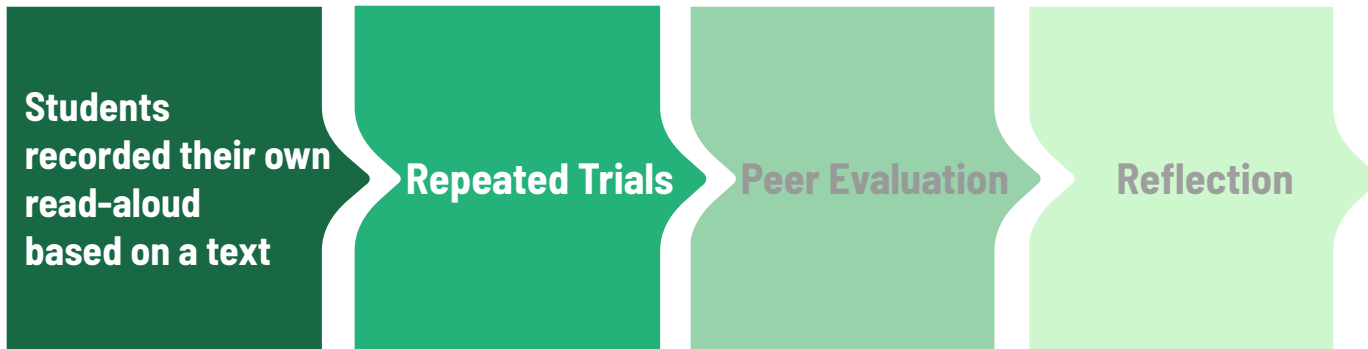 Students
recorded their own
read-aloud
based on a text
Repeated Trials
Peer Evaluation
Reflection